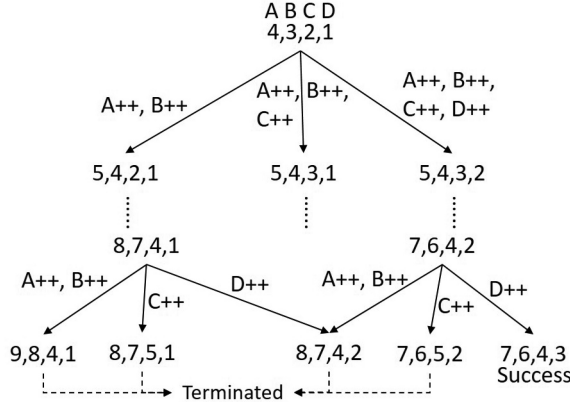 A B C D
4,3,2,1
A++, B++
A++, B++,
C++
A++, B++,
C++, D++
5,4,2,1
5,4,3,1
5,4,3,2
8,7,4,1
7,6,4,2
A++, B++
C++
D++
A++, B++
C++
D++
9,8,4,1
8,7,5,1
8,7,4,2
7,6,5,2
7,6,4,3
Success
Terminated